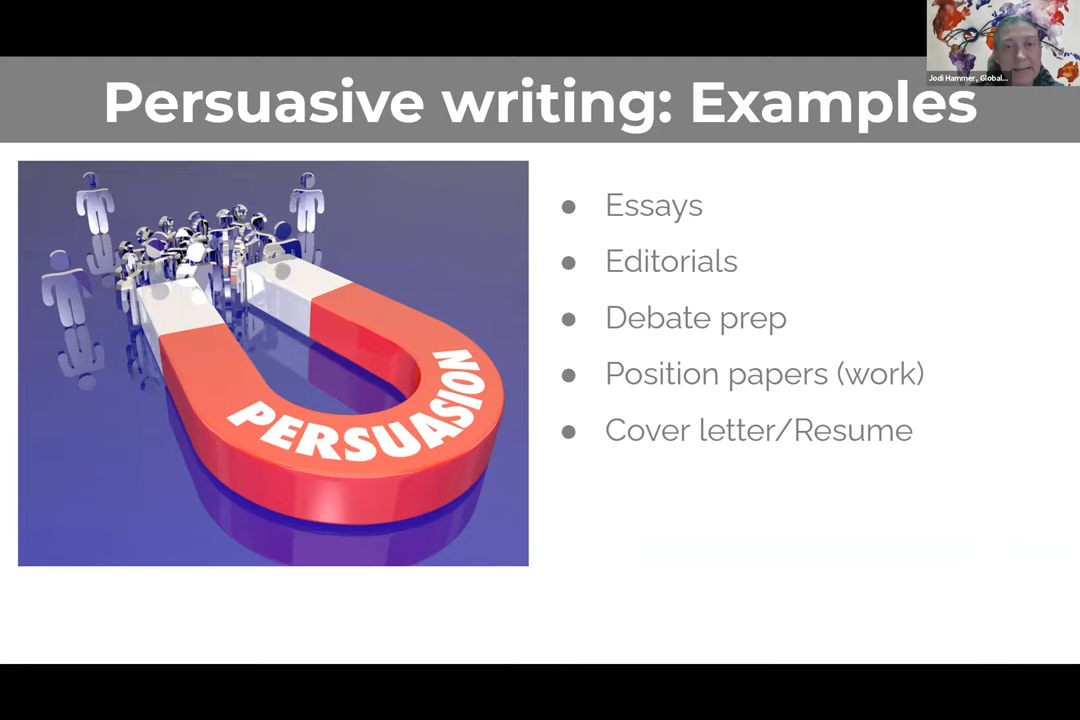 Jodi Hammer, Global...
Persuasive writing: Examples
PERSUASION
● Essays
● Editorials
● Debate prep
● Position papers (work)
● Cover letter/Resume